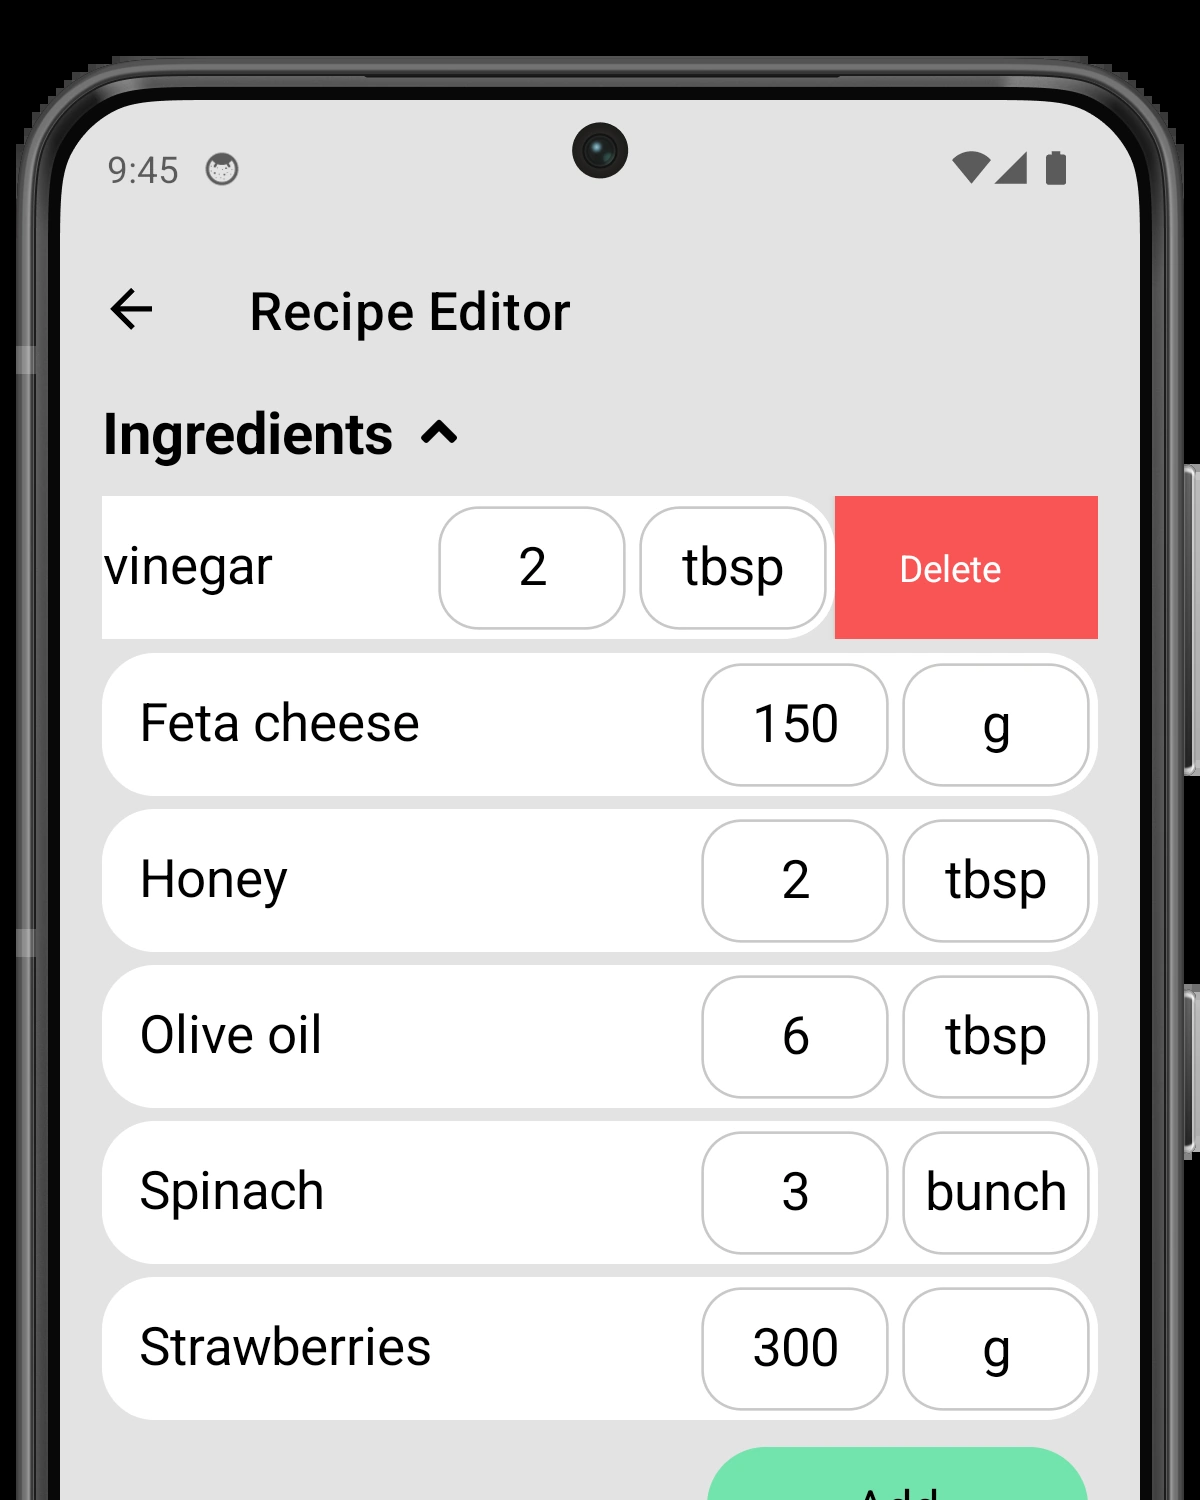 9:45
Recipe Editor
Ingredients
vinegar 2 tbsp Delete
Feta cheese 150 g
Honey 2 tbsp
Olive oil 6 tbsp
Spinach 3 bunch
Strawberries 300 g
Add